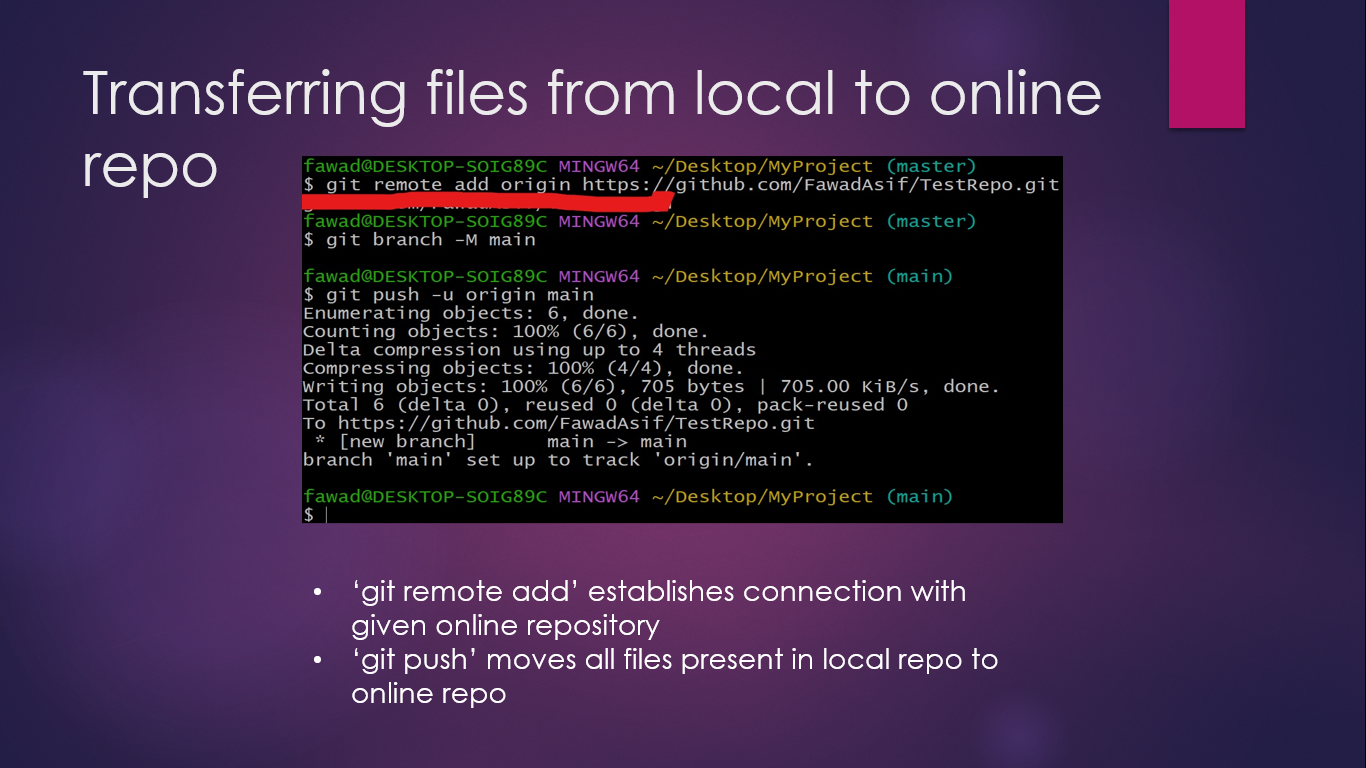 Transferring files from local to online
repo
fawad@DESKTOP-SOIG89C MINGW64 ~/Desktop/MyProject (master)
$ git remote add origin https://github.com/FawadAsif/TestRepo.git
fawad@DESKTOP-SOIG89C MINGW64 ~/Desktop/MyProject (master)
$ git branch -M main
fawad@DESKTOP-SOIG89C MINGW64 ~/Desktop/MyProject (main)
$ git push -u origin main
Enumerating objects: 6, done.
Counting objects: 100% (6/6), done.
Delta compression using up to 4 threads
Compressing objects: 100% (4/4), done.
Writing objects: 100% (6/6), 705 bytes | 705.00 KiB/s, done.
Total 6 (delta 0), reused 0 (delta 0), pack-reused 0
To https://github.com/FawadAsif/TestRepo.git
 * [new branch]      main -> main
branch 'main' set up to track 'origin/main'.
fawad@DESKTOP-SOIG89C MINGW64 ~/Desktop/MyProject (main)
$
• ‘git remote add’ establishes connection with
given online repository
• ‘git push’ moves all files present in local repo to
online repo